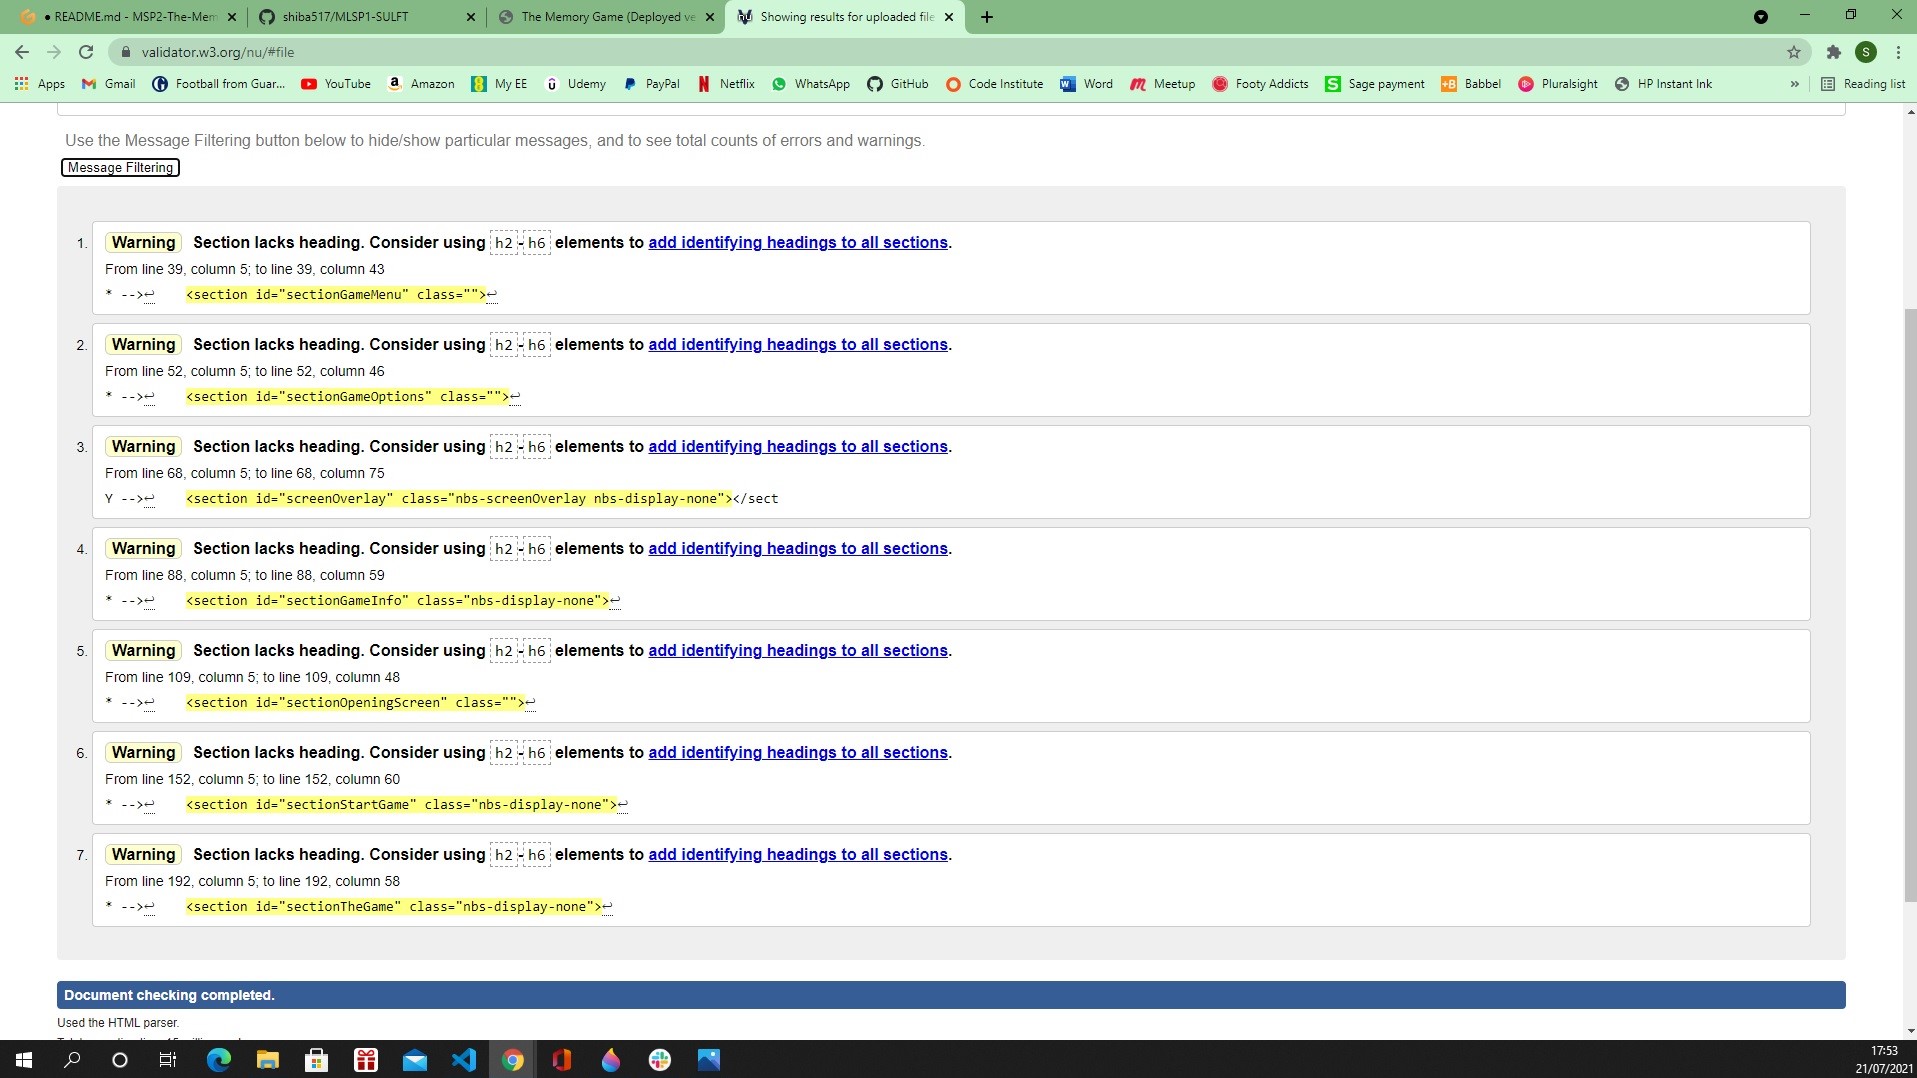 ● README.md - MSP2-The-Mem
shiba517/MLSP1-SULFT
The Memory Game (Deployed ve
Showing results for uploaded file
validator.w3.org/nu/#file
S
Apps Gmail Football from Guar... YouTube Amazon My EE Udemy PayPal Netflix WhatsApp GitHub Code Institute Word Meetup Footy Addicts Sage payment Babbel Pluralsight HP Instant Ink » Reading list
Use the Message Filtering button below to hide/show particular messages, and to see total counts of errors and warnings.
Message Filtering
1. Warning Section lacks heading. Consider using h2-h6 elements to add identifying headings to all sections.
From line 39, column 5; to line 39, column 43
* -->↩ <section id="sectionGameMenu" class="">↩
2. Warning Section lacks heading. Consider using h2-h6 elements to add identifying headings to all sections.
From line 52, column 5; to line 52, column 46
* -->↩ <section id="sectionGameOptions" class="">↩
3. Warning Section lacks heading. Consider using h2-h6 elements to add identifying headings to all sections.
From line 68, column 5; to line 68, column 75
Y -->↩ <section id="screenOverlay" class="nbs-screenOverlay nbs-display-none"></sect
4. Warning Section lacks heading. Consider using h2-h6 elements to add identifying headings to all sections.
From line 88, column 5; to line 88, column 59
* -->↩ <section id="sectionGameInfo" class="nbs-display-none">↩
5. Warning Section lacks heading. Consider using h2-h6 elements to add identifying headings to all sections.
From line 109, column 5; to line 109, column 48
* -->↩ <section id="sectionOpeningScreen" class="">↩
6. Warning Section lacks heading. Consider using h2-h6 elements to add identifying headings to all sections.
From line 152, column 5; to line 152, column 60
* -->↩ <section id="sectionStartGame" class="nbs-display-none">↩
7. Warning Section lacks heading. Consider using h2-h6 elements to add identifying headings to all sections.
From line 192, column 5; to line 192, column 58
* -->↩ <section id="sectionTheGame" class="nbs-display-none">↩
Document checking completed.
Used the HTML parser.
17:53
21/07/2021